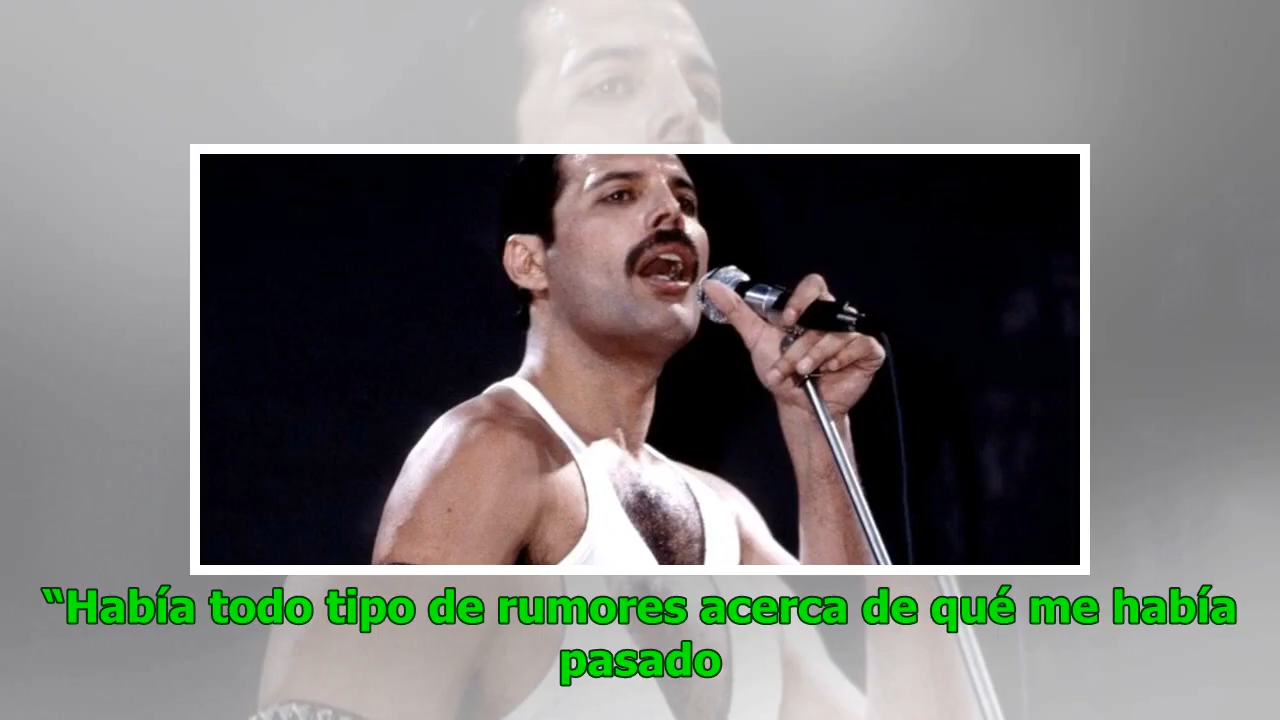 “Había todo tipo de rumores acerca de qué me había
pasado